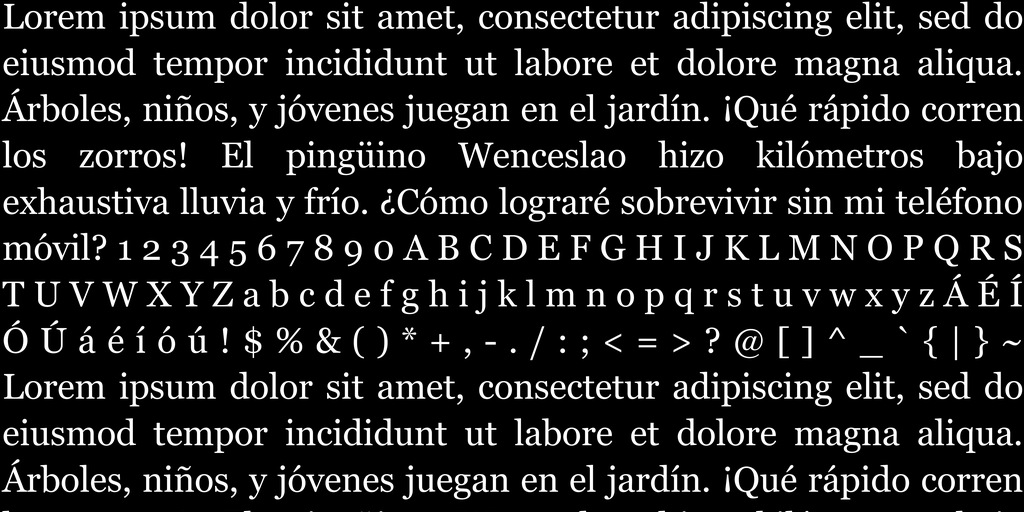 Lorem ipsum dolor sit amet, consectetur adipiscing elit, sed do
eiusmod tempor incididunt ut labore et dolore magna aliqua.
Árboles, niños, y jóvenes juegan en el jardín. ¡Qué rápido corren
los zorros! El pingüino Wenceslao hizo kilómetros bajo
exhaustiva lluvia y frío. ¿Cómo lograré sobrevivir sin mi teléfono
móvil? 1 2 3 4 5 6 7 8 9 0 A B C D E F G H I J K L M N O P Q R S
T U V W X Y Z a b c d e f g h i j k l m n o p q r s t u v w x y z Á É Í
Ó Ú á é í ó ú ! $ % & ( ) * + , - . / : ; < = > ? @ [ ] ^ _ ` { | } ~
Lorem ipsum dolor sit amet, consectetur adipiscing elit, sed do
eiusmod tempor incididunt ut labore et dolore magna aliqua.
Árboles, niños, y jóvenes juegan en el jardín. ¡Qué rápido corren